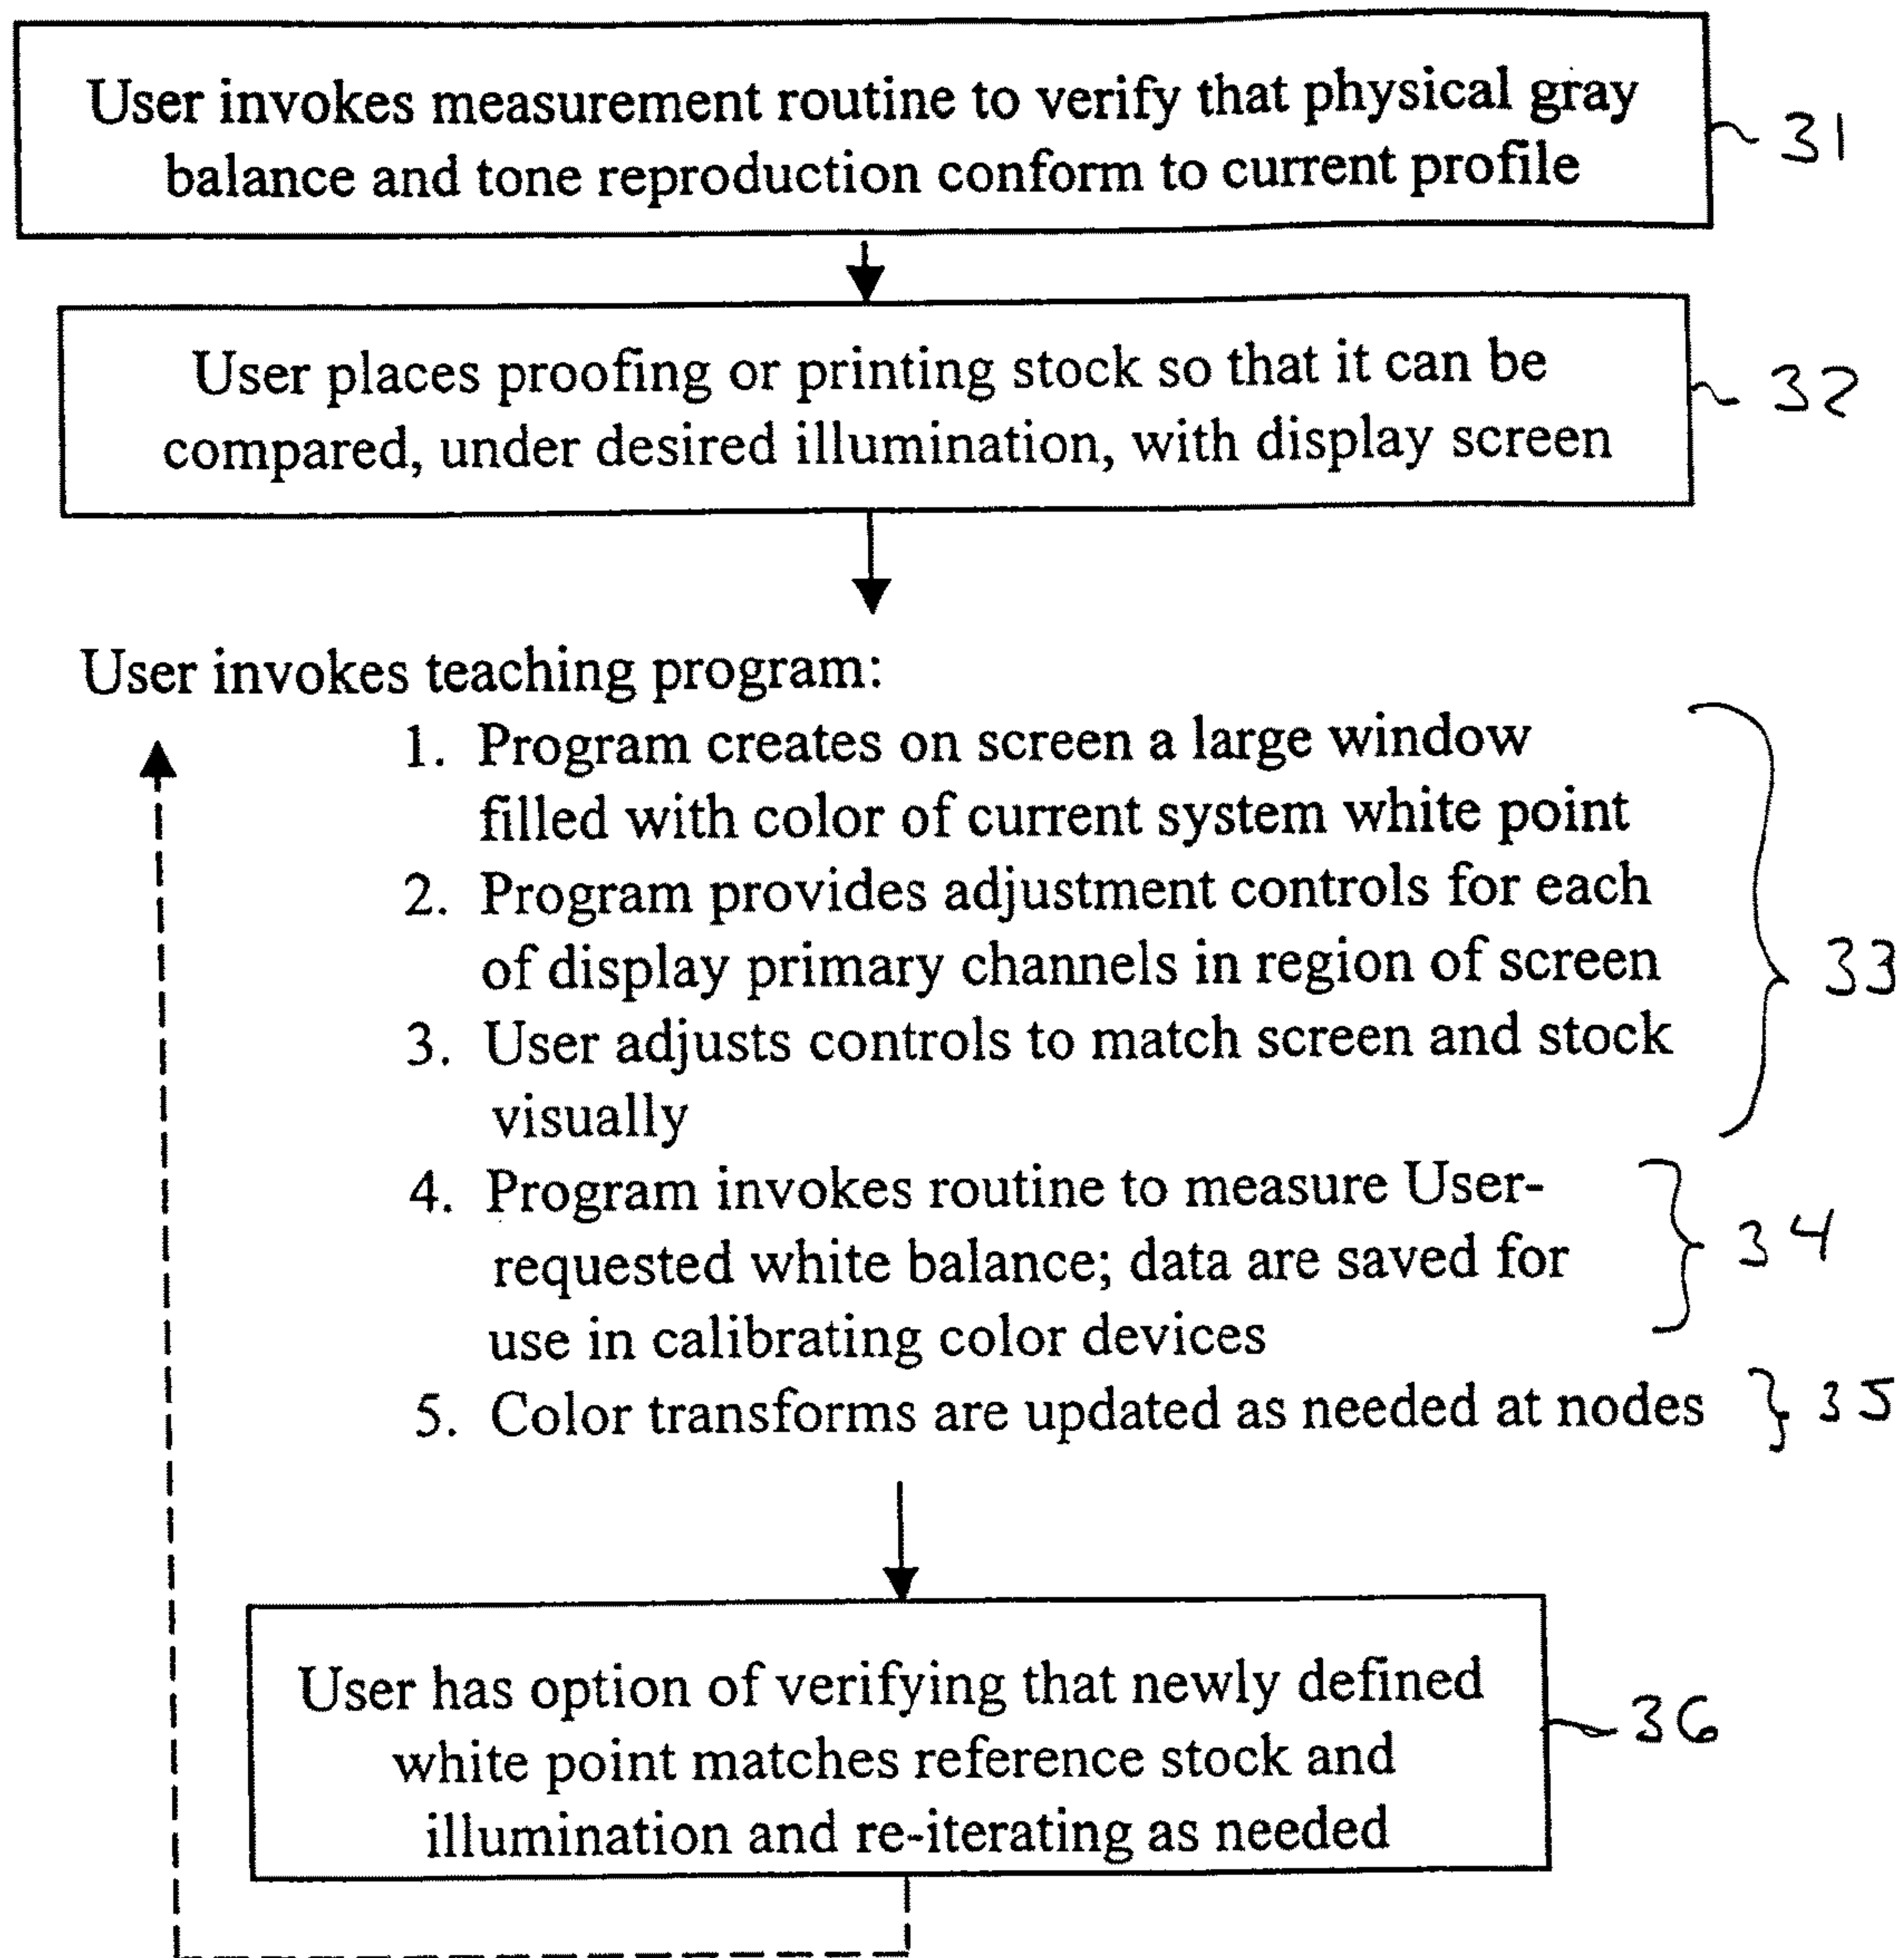 User invokes measurement routine to verify that physical gray
balance and tone reproduction conform to current profile
31
User places proofing or printing stock so that it can be
compared, under desired illumination, with display screen
32
User invokes teaching program:
1. Program creates on screen a large window
filled with color of current system white point
2. Program provides adjustment controls for each
of display primary channels in region of screen
3. User adjusts controls to match screen and stock
visually
33
4. Program invokes routine to measure User-
requested white balance; data are saved for
use in calibrating color devices
34
5. Color transforms are updated as needed at nodes
35
User has option of verifying that newly defined
white point matches reference stock and
illumination and re-iterating as needed
36